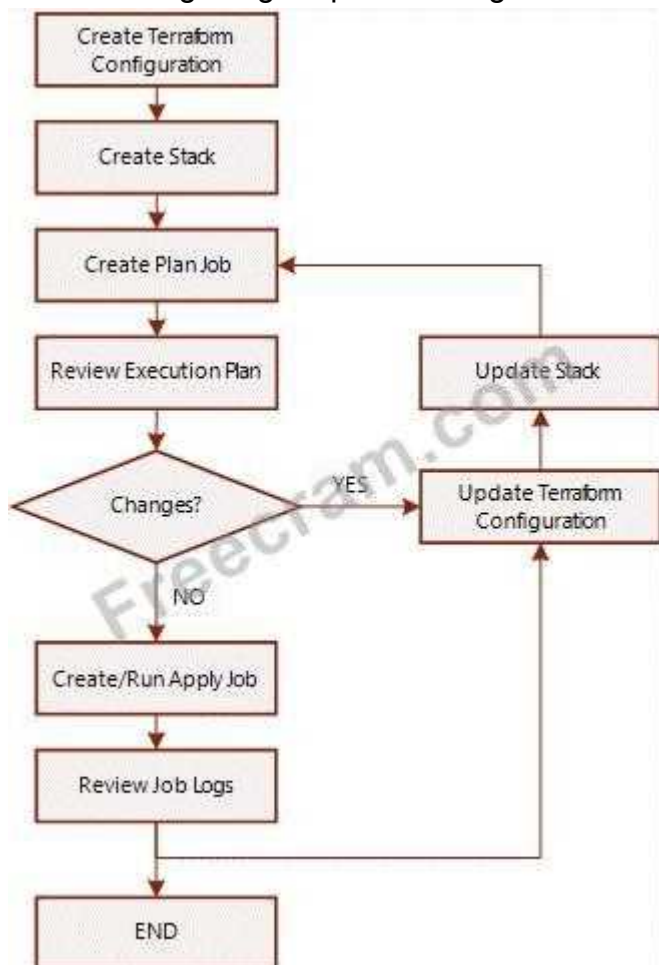 Create Terraform
Configuration
Create Stack
Create Plan Job
Review Execution Plan
Update Stack
Changes?
YES
Update Terraform
Configuration
NO
Create/Run Apply Job
Review Job Logs
END
Freecram.com